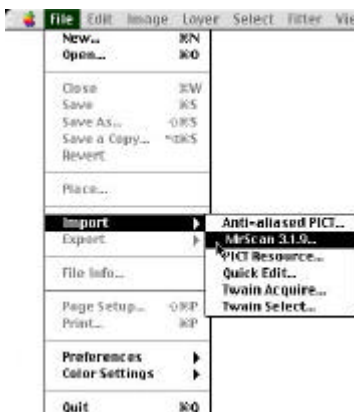 File Edit Image Layer Select Filter Vie
New... ⌘N
Open... ⌘O
Close ⌘W
Save ⌘S
Save As... ⇧⌘S
Save a Copy... ⌥⌘S
Revert
Place...
Import
Export
File Info...
Page Setup... ⇧⌘P
Print... ⌘P
Preferences
Color Settings
Quit ⌘Q
Anti-aliased PICT...
MrScan 3.1.9...
PICT Resource...
Quick Edit...
Twain Acquire...
Twain Select...